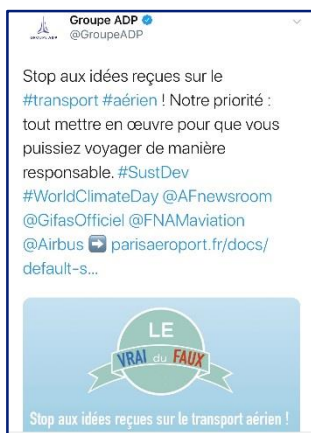 Groupe ADP
@GroupeADP
GROUPE ADP
Stop aux idées reçues sur le
#transport #aérien ! Notre priorité :
tout mettre en œuvre pour que vous
puissiez voyager de manière
responsable. #SustDev
#WorldClimateDay @AFnewsroom
@GifasOfficiel @FNAMaviation
@Airbus ➡️ parisaeroport.fr/docs/
default-s...
LE
VRAI du FAUX
Stop aux idées reçues sur le transport aérien !